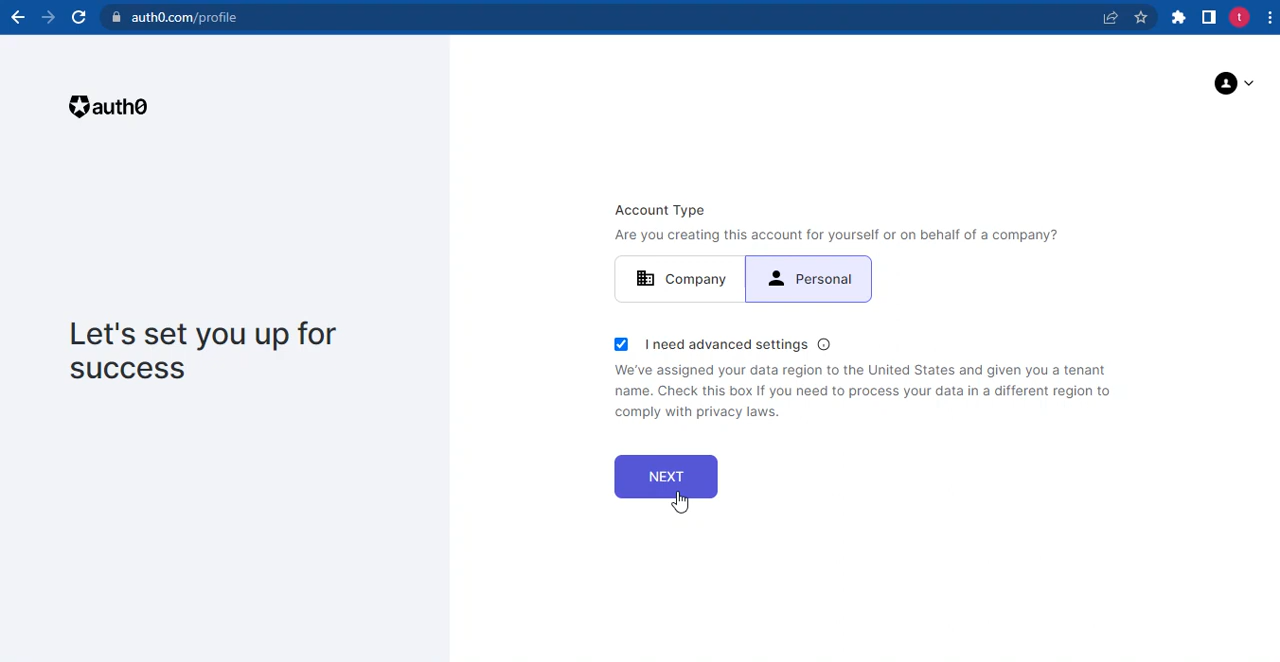 auth0.com/profile
t
auth0
Let's set you up for
success
Account Type
Are you creating this account for yourself or on behalf of a company?
Company
Personal
I need advanced settings
We've assigned your data region to the United States and given you a tenant
name. Check this box If you need to process your data in a different region to
comply with privacy laws.
NEXT